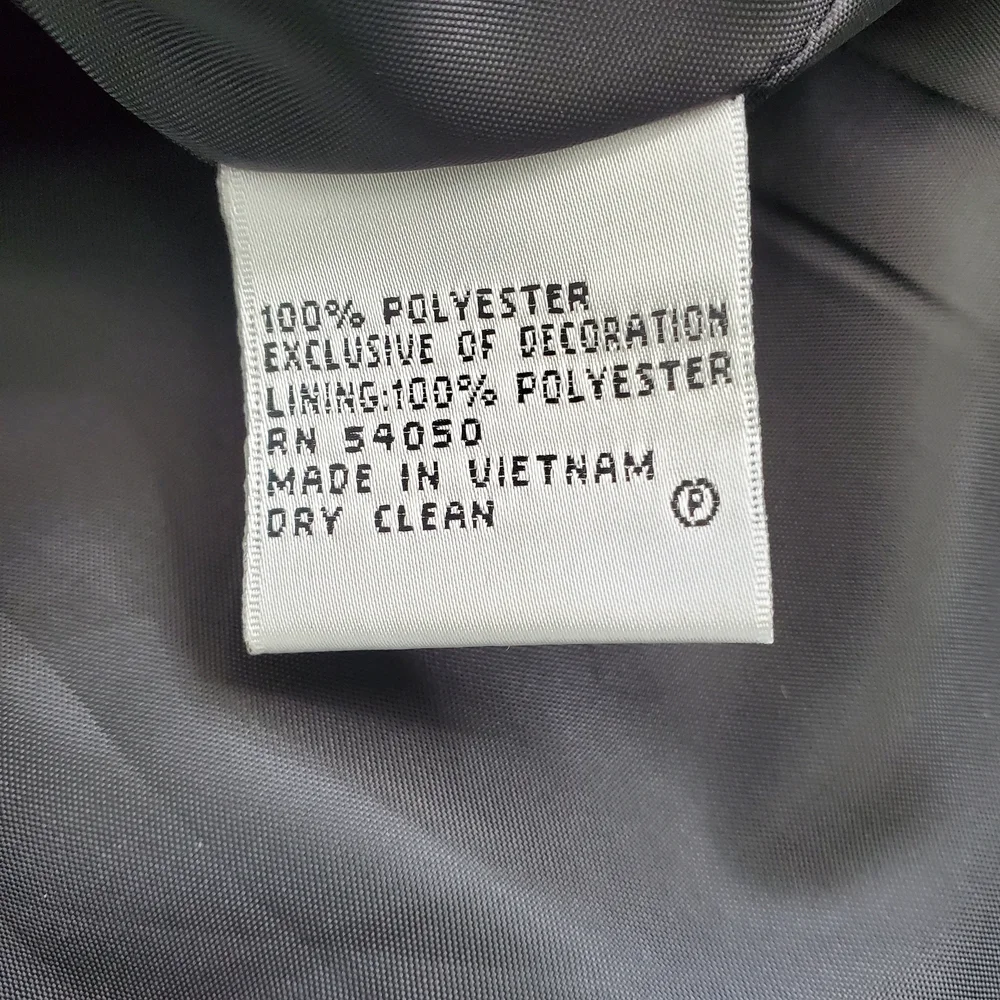 100% POLYESTER
EXCLUSIVE OF DECORATION
LINING:100% POLYESTER
RN 54050
MADE IN VIETNAM
DRY CLEAN Ⓟ